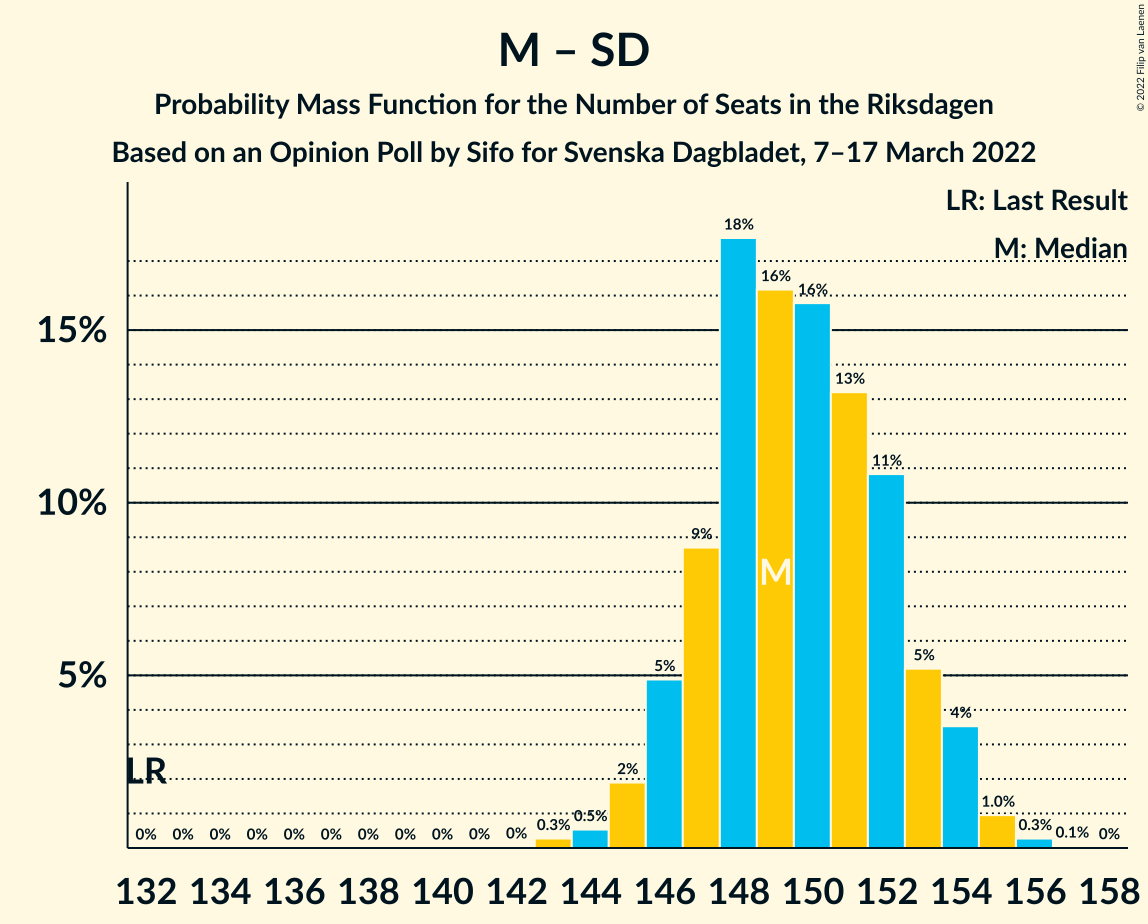 M – SD
Probability Mass Function for the Number of Seats in the Riksdagen
Based on an Opinion Poll by Sifo for Svenska Dagbladet, 7–17 March 2022
© 2022 Filip van Laenen
LR: Last Result
M: Median
15%
10%
5%
LR
M
0% 0% 0% 0% 0% 0% 0% 0% 0% 0% 0% 0.3% 0.5% 2% 5% 9% 18% 16% 16% 13% 11% 5% 4% 1.0% 0.3% 0.1% 0%
132 134 136 138 140 142 144 146 148 150 152 154 156 158